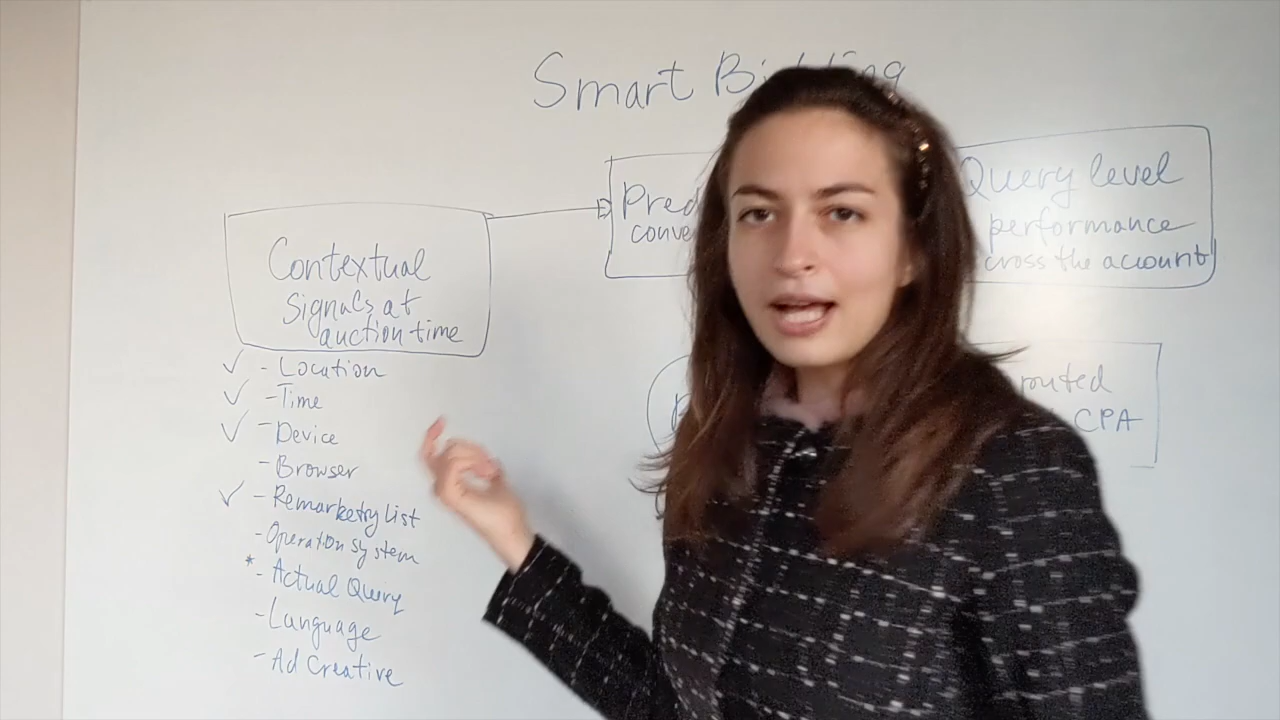 Smart
Contextual
Signals at
auction time
✓ - Location
✓ - Time
✓ - Device
- Browser
✓ - Remarketing list
- Operation system
* - Actual Query
- Language
- Ad Creative
Query level
performance
across the account
CPA